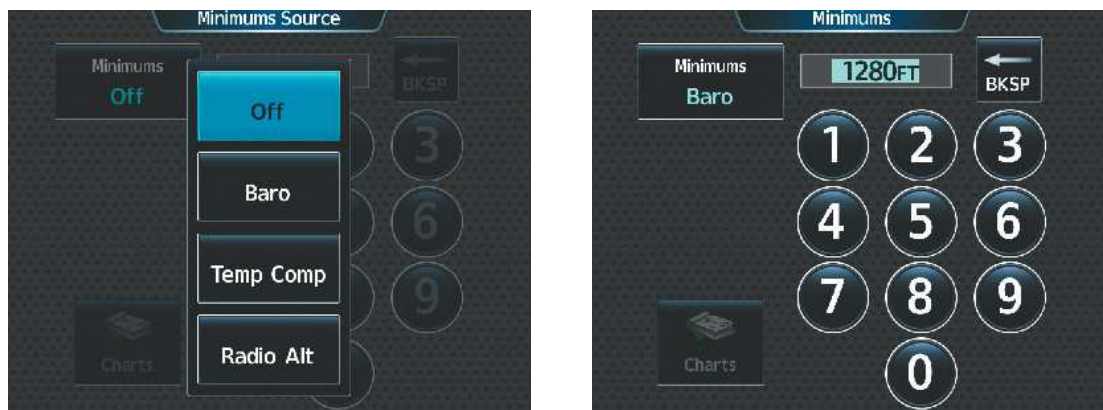 Minimums Source
Minimums
Off
BKSP
Off
Baro
Temp Comp
Radio Alt
3
6
9
Charts
Minimums
Minimums
Baro
1280FT
BKSP
1 2 3
4 5 6
7 8 9
0
Charts